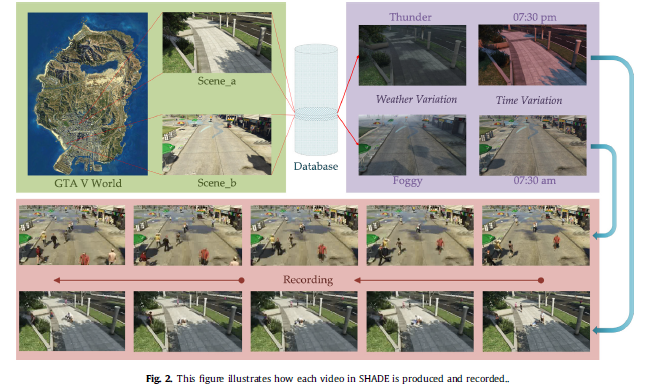 Thunder
07:30 pm
Scene_a
Weather Variation
Time Variation
Database
GTA V World
Scene_b
Foggy
07:30 am
Recording
Fig. 2. This figure illustrates how each video in SHADE is produced and recorded..